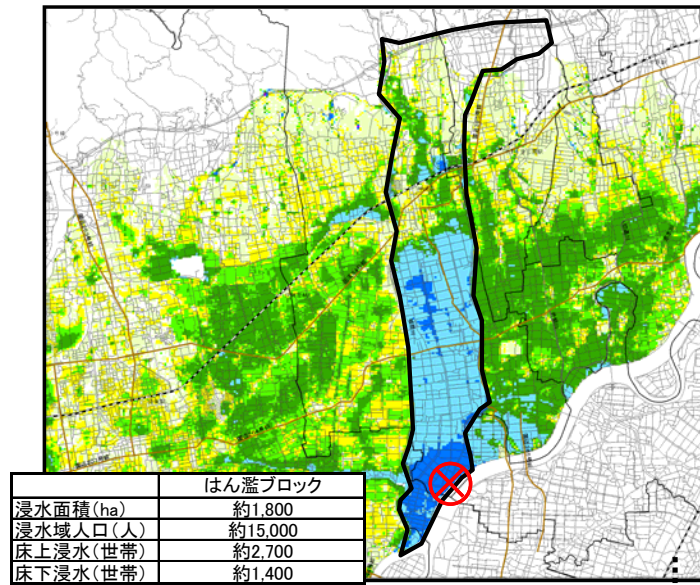 はん濫ブロック
浸水面積(ha) 約1,800
浸水域人口(人) 約15,000
床上浸水(世帯) 約2,700
床下浸水(世帯) 約1,400